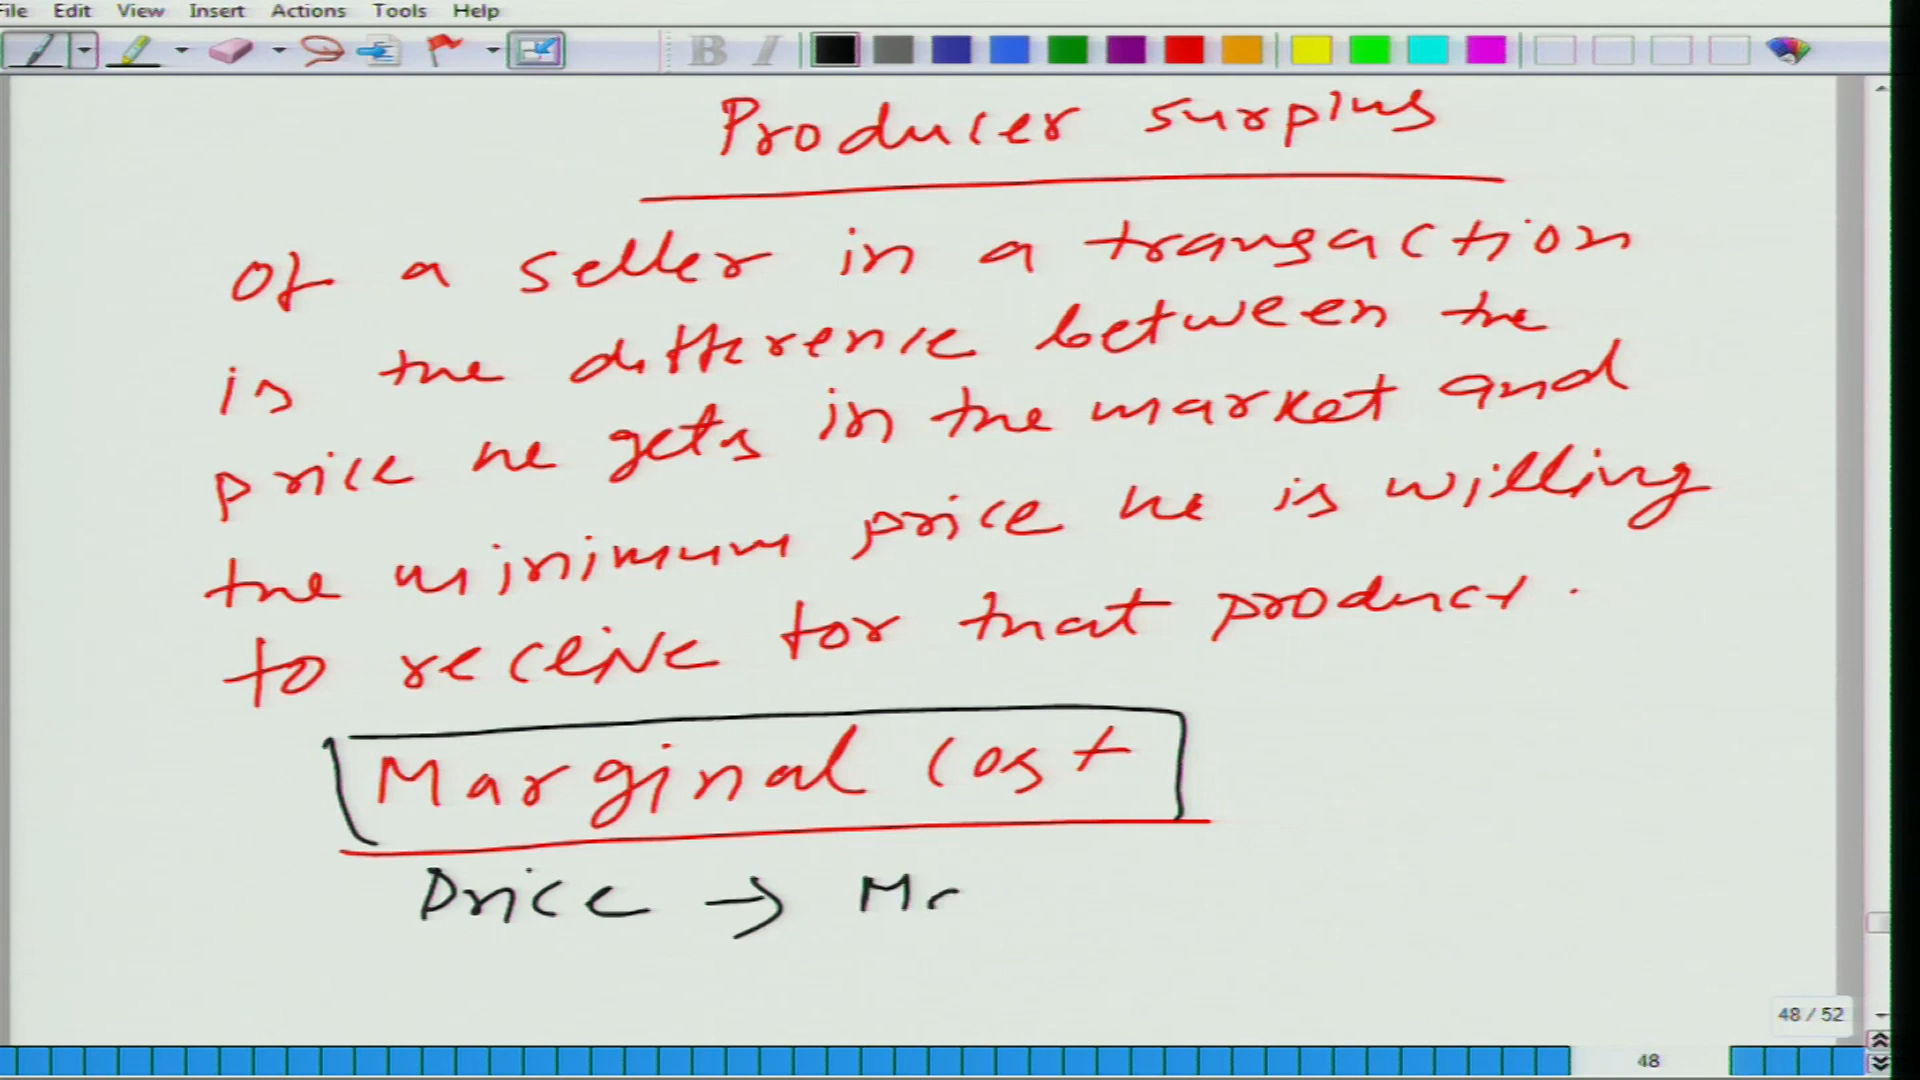 File Edit View Insert Actions Tools Help
B I
Producer surplus
Of a seller in a transaction
is the difference between the
price he gets in the market and
the minimum price he is willing
to receive for that product.
Marginal cost
Price → Mc
48 / 52
48